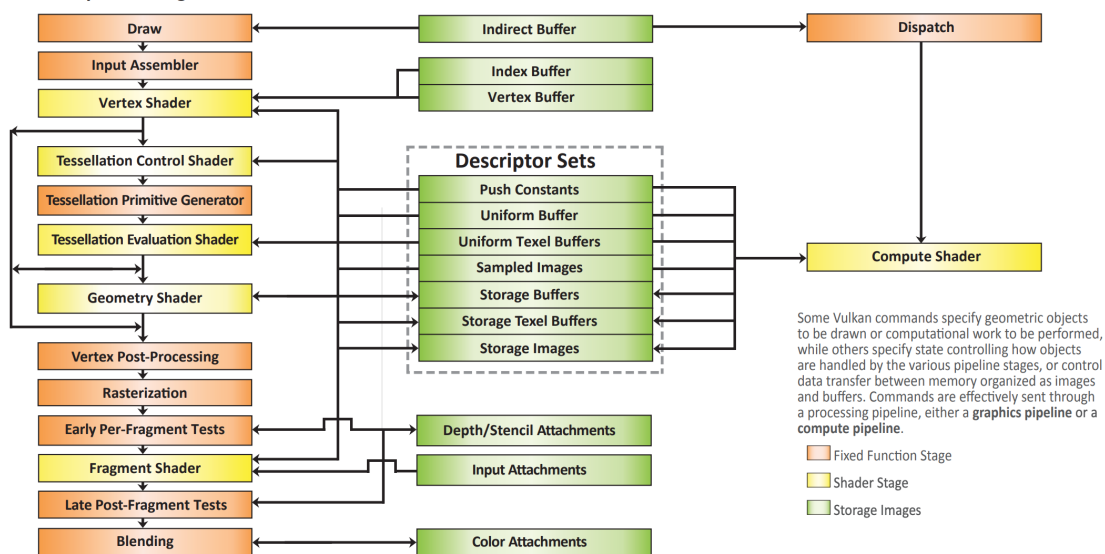 Draw
Indirect Buffer
Dispatch
Input Assembler
Index Buffer
Vertex Buffer
Vertex Shader
Descriptor Sets
Tessellation Control Shader
Push Constants
Tessellation Primitive Generator
Uniform Buffer
Tessellation Evaluation Shader
Uniform Texel Buffers
Compute Shader
Sampled Images
Geometry Shader
Storage Buffers
Storage Texel Buffers
Storage Images
Vertex Post-Processing
Rasterization
Early Per-Fragment Tests
Depth/Stencil Attachments
Fragment Shader
Input Attachments
Late Post-Fragment Tests
Blending
Color Attachments
Some Vulkan commands specify geometric objects
to be drawn or computational work to be performed,
while others specify state controlling how objects
are handled by the various pipeline stages, or control
data transfer between memory organized as images
and buffers. Commands are effectively sent through
a processing pipeline, either a graphics pipeline or a
compute pipeline.
Fixed Function Stage
Shader Stage
Storage Images